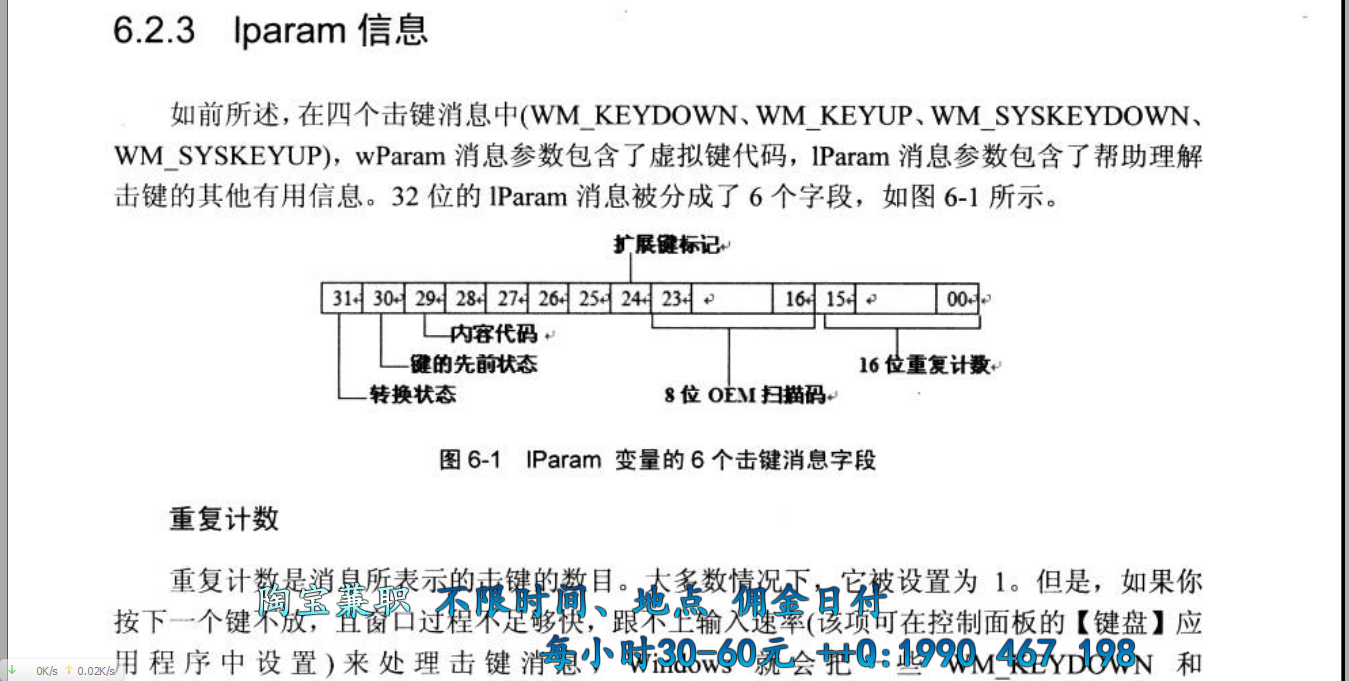 6.2.3 lparam 信息
如前所述，在四个击键消息中(WM_KEYDOWN、WM_KEYUP、WM_SYSKEYDOWN、
WM_SYSKEYUP)，wParam 消息参数包含了虚拟键代码，lParam 消息参数包含了帮助理解
击键的其他有用信息。32 位的 lParam 消息被分成了 6 个字段，如图 6-1 所示。
扩展键标记
31 30 29 28 27 26 25 24 23 16 15 00
内容代码
键的先前状态
16 位重复计数
转换状态
8 位 OEM 扫描码
图 6-1 lParam 变量的 6 个击键消息字段
重复计数
重复计数是消息所表示的击键的数目。大多数情况下，它被设置为 1。但是，如果你
陶宝兼职 不限时间、地点 佣金日付
按下一个键不放，且窗口过程不足够快，跟不上输入速率(该项可在控制面板的【键盘】应
每小时30-60元 ++Q:1990 467 198
用程序中设置)来处理击键消息，Windows 就会把一些 WM_KEYDOWN 和
0K/s 0.02K/s